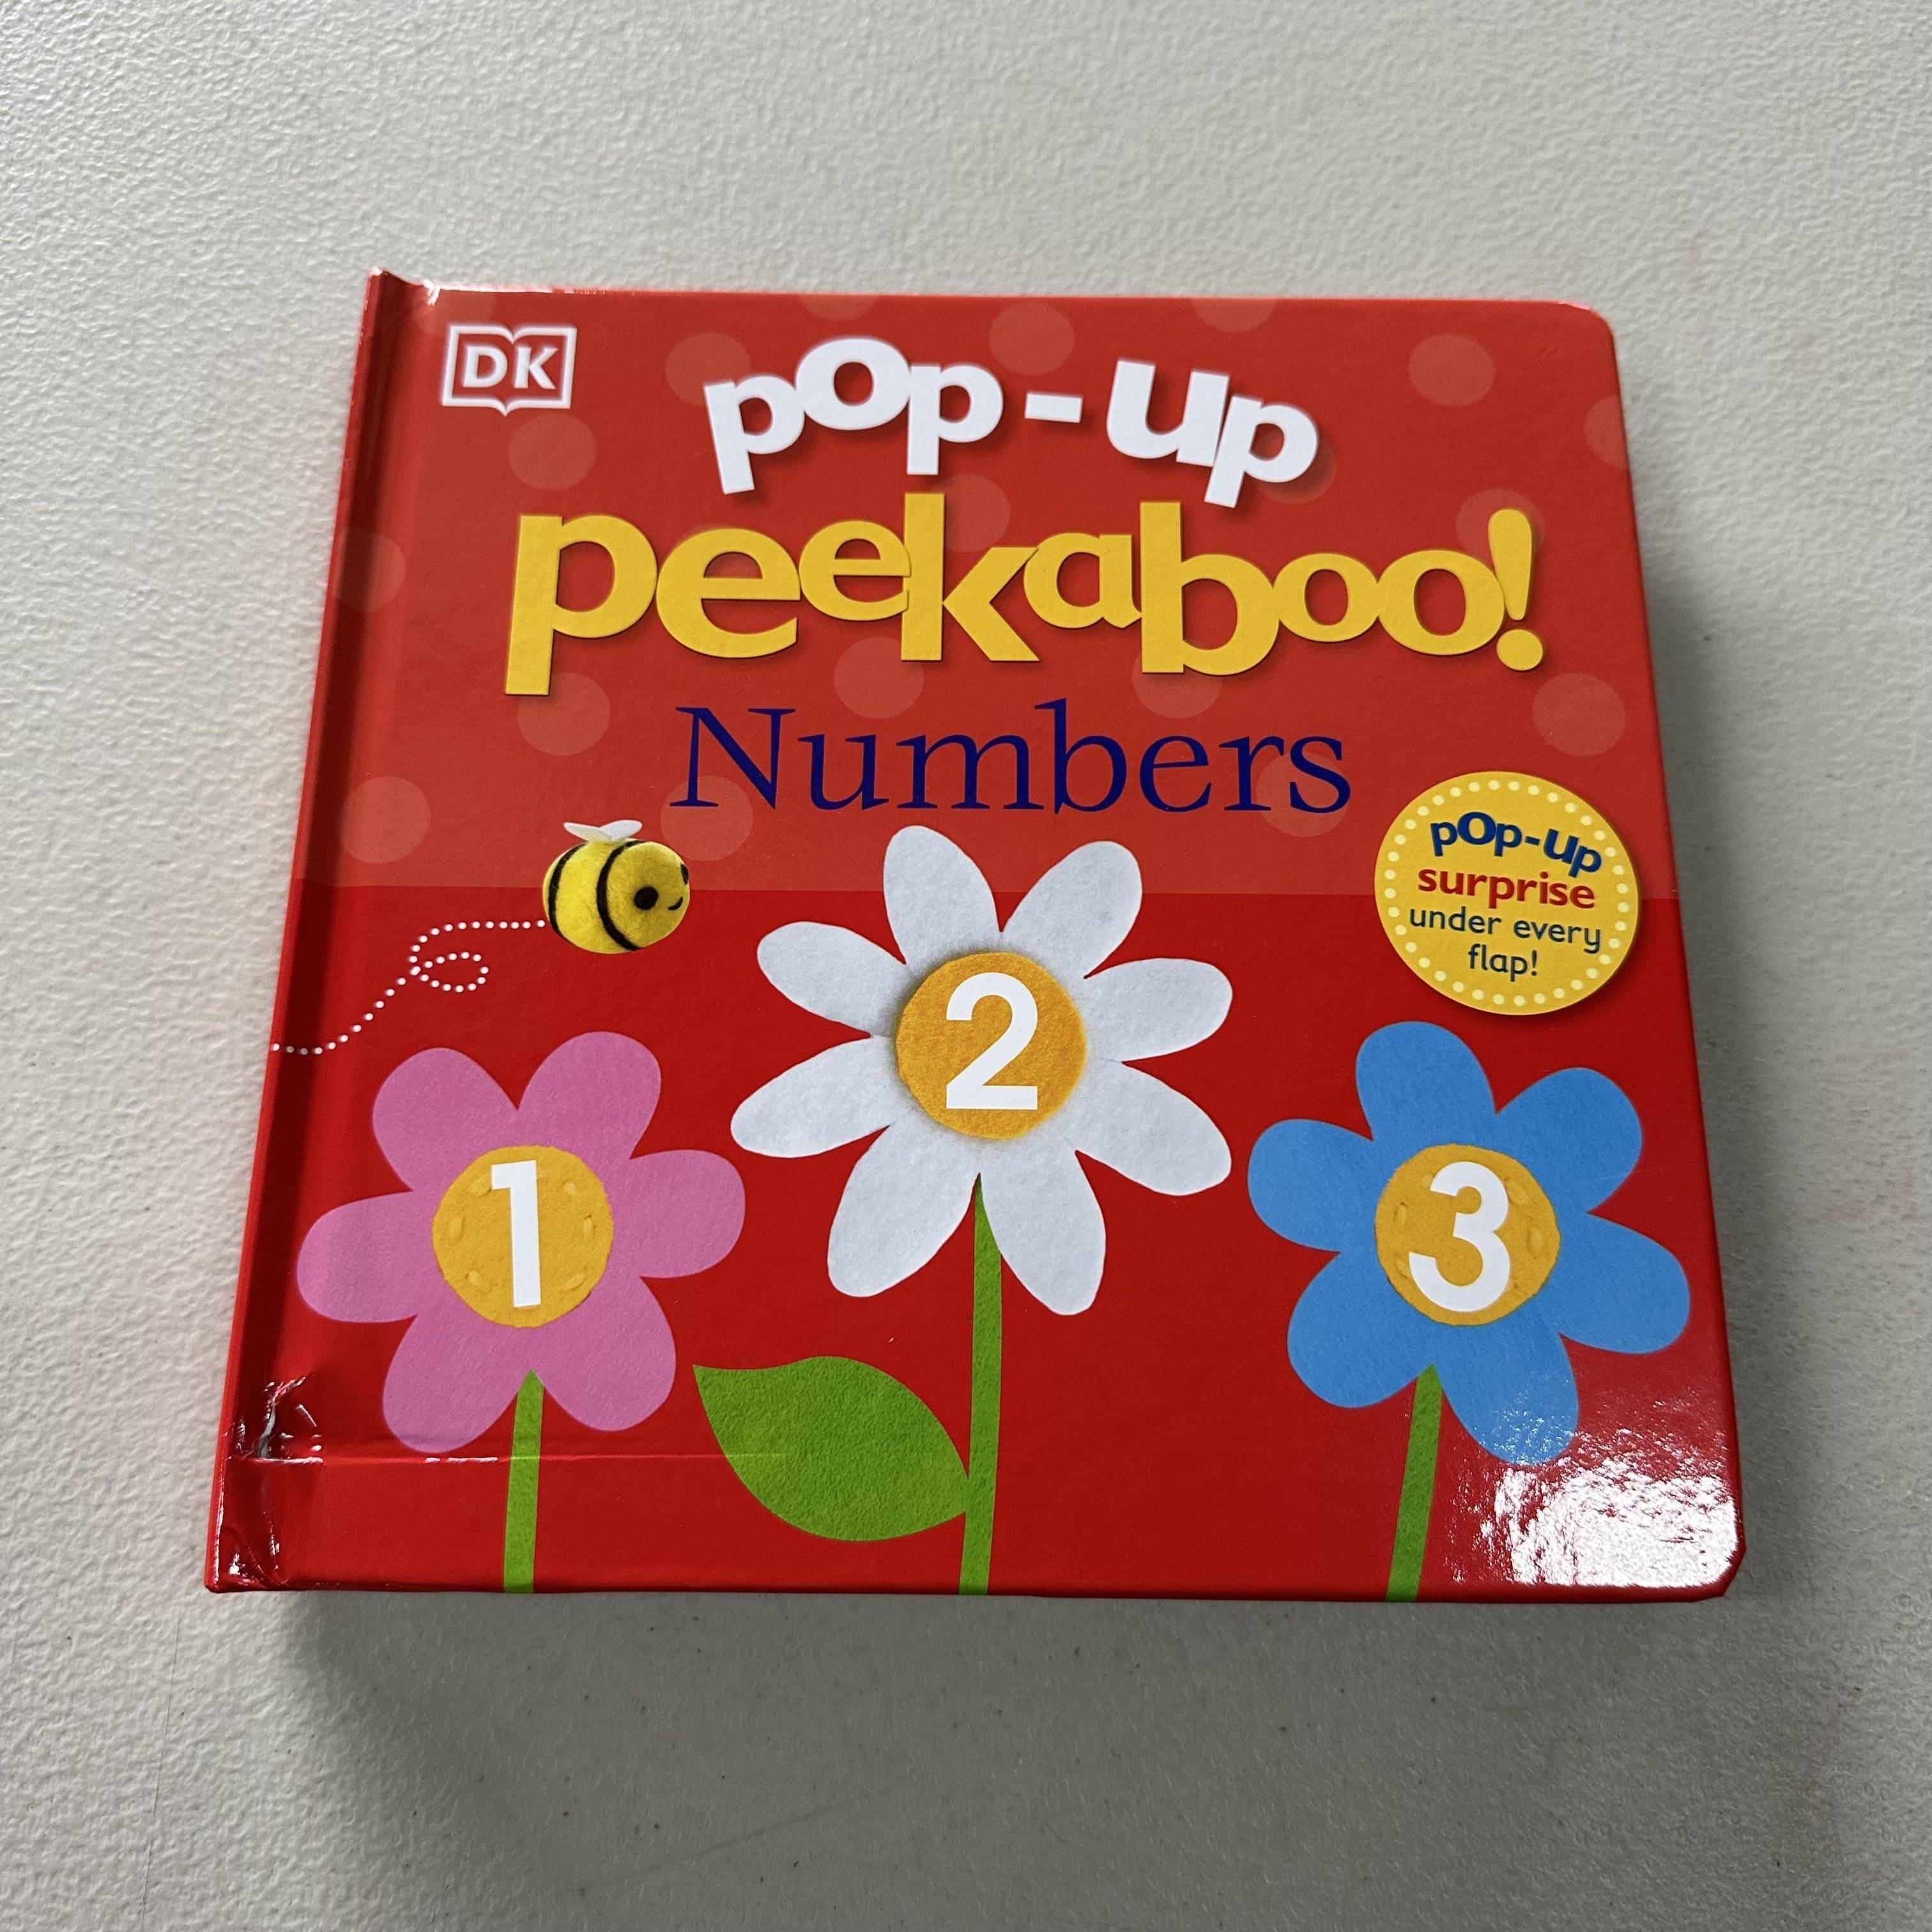 DK
pop-up
peekaboo!
Numbers
pop-up
surprise
under every
flap!
2
1
3